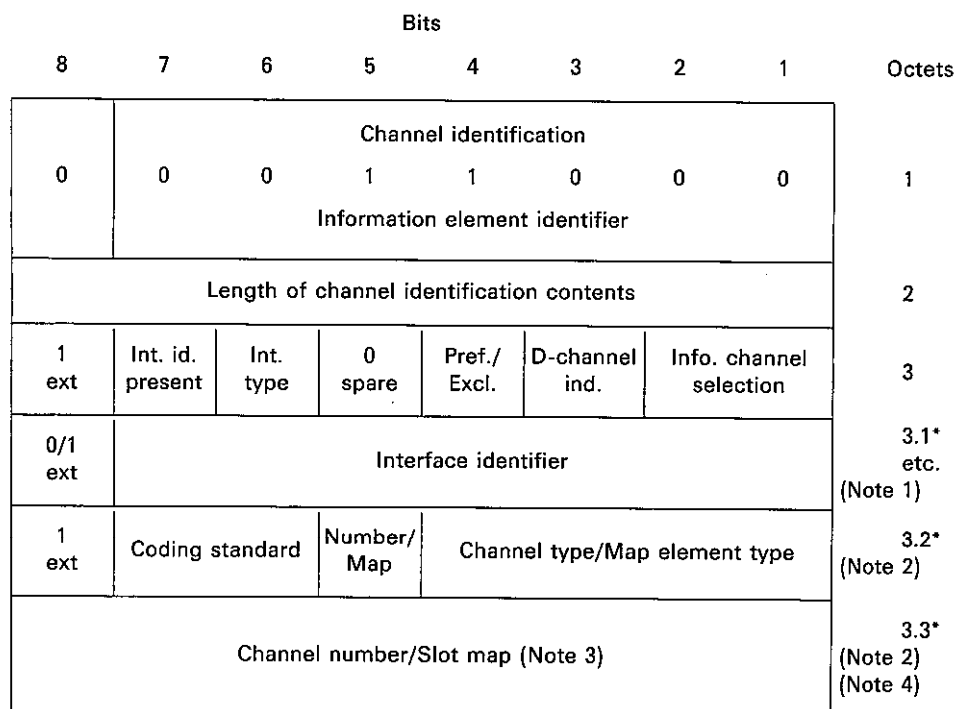 Bits
8 7 6 5 4 3 2 1 Octets
Channel identification
0 0 0 1 1 0 0 0 1
Information element identifier
Length of channel identification contents 2
1 ext Int. id. present Int. type 0 spare Pref./ Excl. D-channel ind. Info. channel selection 3
0/1 ext Interface identifier 3.1* etc. (Note 1)
1 ext Coding standard Number/ Map Channel type/Map element type 3.2* (Note 2)
Channel number/Slot map (Note 3) 3.3* (Note 2) (Note 4)